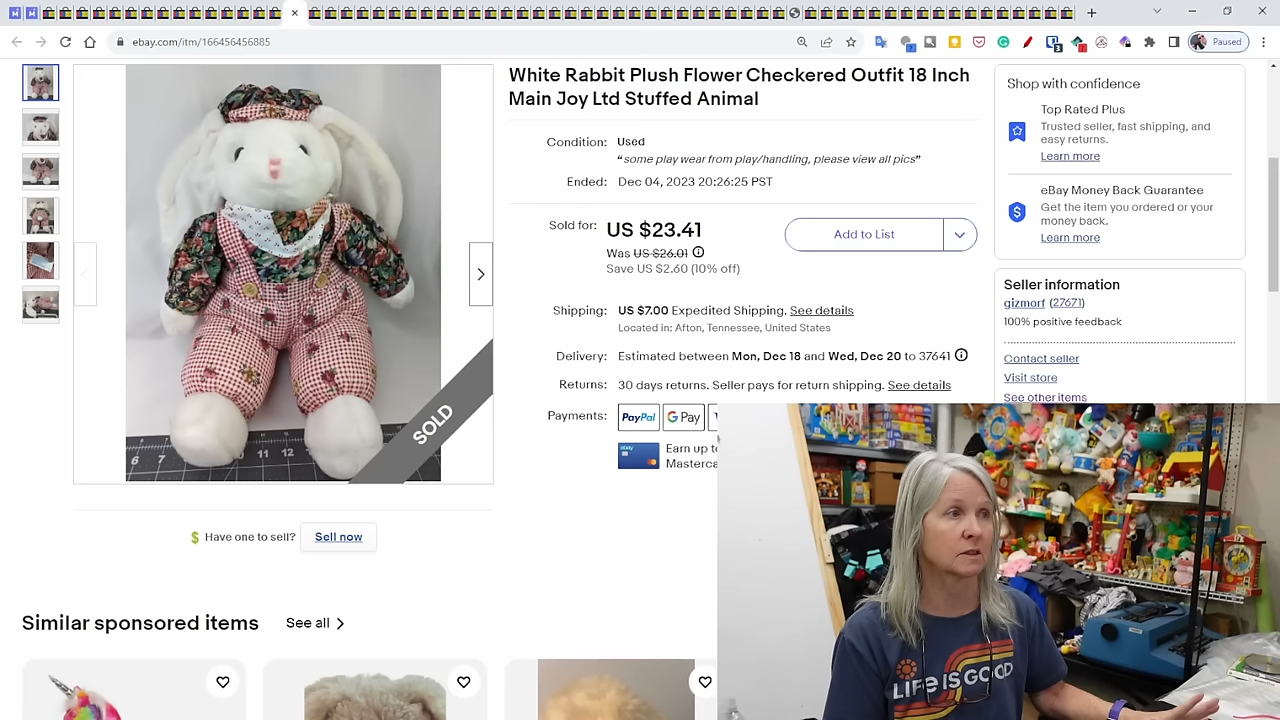 ebay.com/itm/166456456885
Paused
White Rabbit Plush Flower Checkered Outfit 18 Inch
Main Joy Ltd Stuffed Animal
Condition: Used
“some play wear from play/handling, please view all pics”
Ended: Dec 04, 2023 20:26:25 PST
Sold for: US $23.41
Was US $26.01
Save US $2.60 (10% off)
Add to List
Shipping: US $7.00 Expedited Shipping. See details
Located in: Afton, Tennessee, United States
Delivery: Estimated between Mon, Dec 18 and Wed, Dec 20 to 37641
Returns: 30 days returns. Seller pays for return shipping. See details
Payments: PayPal G Pay
ebay
Earn up to
Masterca
SOLD
6 7 11 12
$ Have one to sell? Sell now
Similar sponsored items See all
Shop with confidence
Top Rated Plus
Trusted seller, fast shipping, and
easy returns.
Learn more
eBay Money Back Guarantee
Get the item you ordered or your
money back.
Learn more
Seller information
gizmorf (27671)
100% positive feedback
Contact seller
Visit store
See other items
LIFE IS GOOD